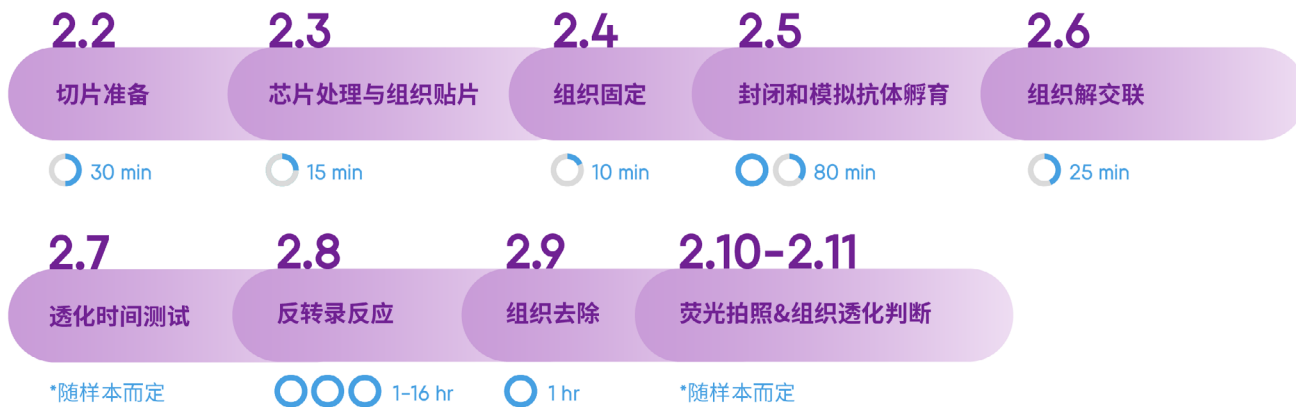 2.2
切片准备
30 min
2.3
芯片处理与组织贴片
15 min
2.4
组织固定
10 min
2.5
封闭和模拟抗体孵育
80 min
2.6
组织解交联
25 min
2.7
透化时间测试
*随样本而定
2.8
反转录反应
1-16 hr
2.9
组织去除
1 hr
2.10-2.11
荧光拍照&组织透化判断
*随样本而定